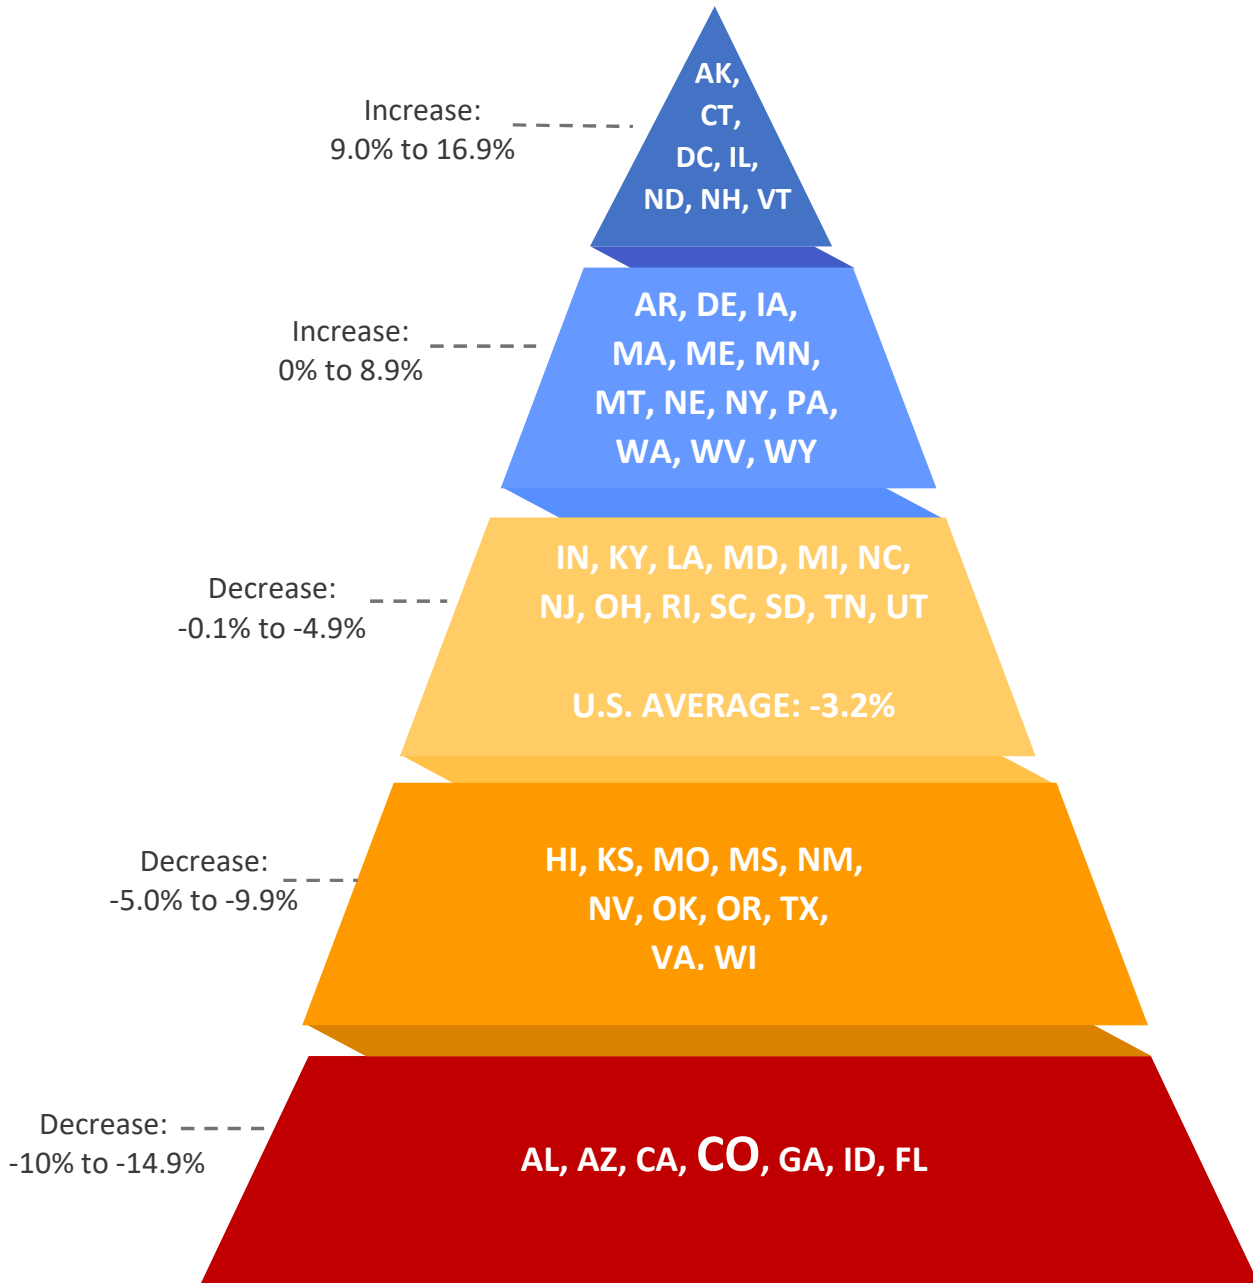 AK,
CT,
DC, IL,
ND, NH, VT
Increase:
9.0% to 16.9%
AR, DE, IA,
MA, ME, MN,
MT, NE, NY, PA,
WA, WV, WY
Increase:
0% to 8.9%
IN, KY, LA, MD, MI, NC,
NJ, OH, RI, SC, SD, TN, UT
U.S. AVERAGE: -3.2%
Decrease:
-0.1% to -4.9%
HI, KS, MO, MS, NM,
NV, OK, OR, TX,
VA, WI
Decrease:
-5.0% to -9.9%
AL, AZ, CA, CO, GA, ID, FL
Decrease:
-10% to -14.9%